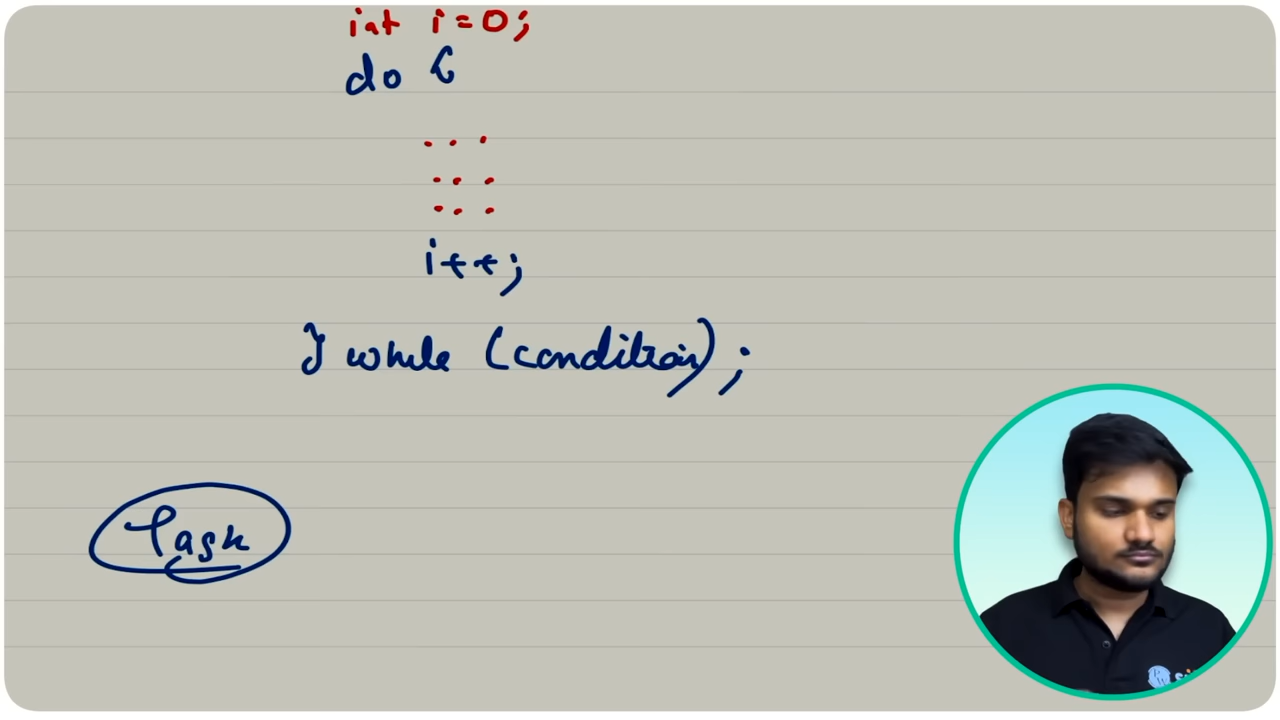 int i=0;
do {
. . .
. . .
. . .
i++;
} while (condition);
Task